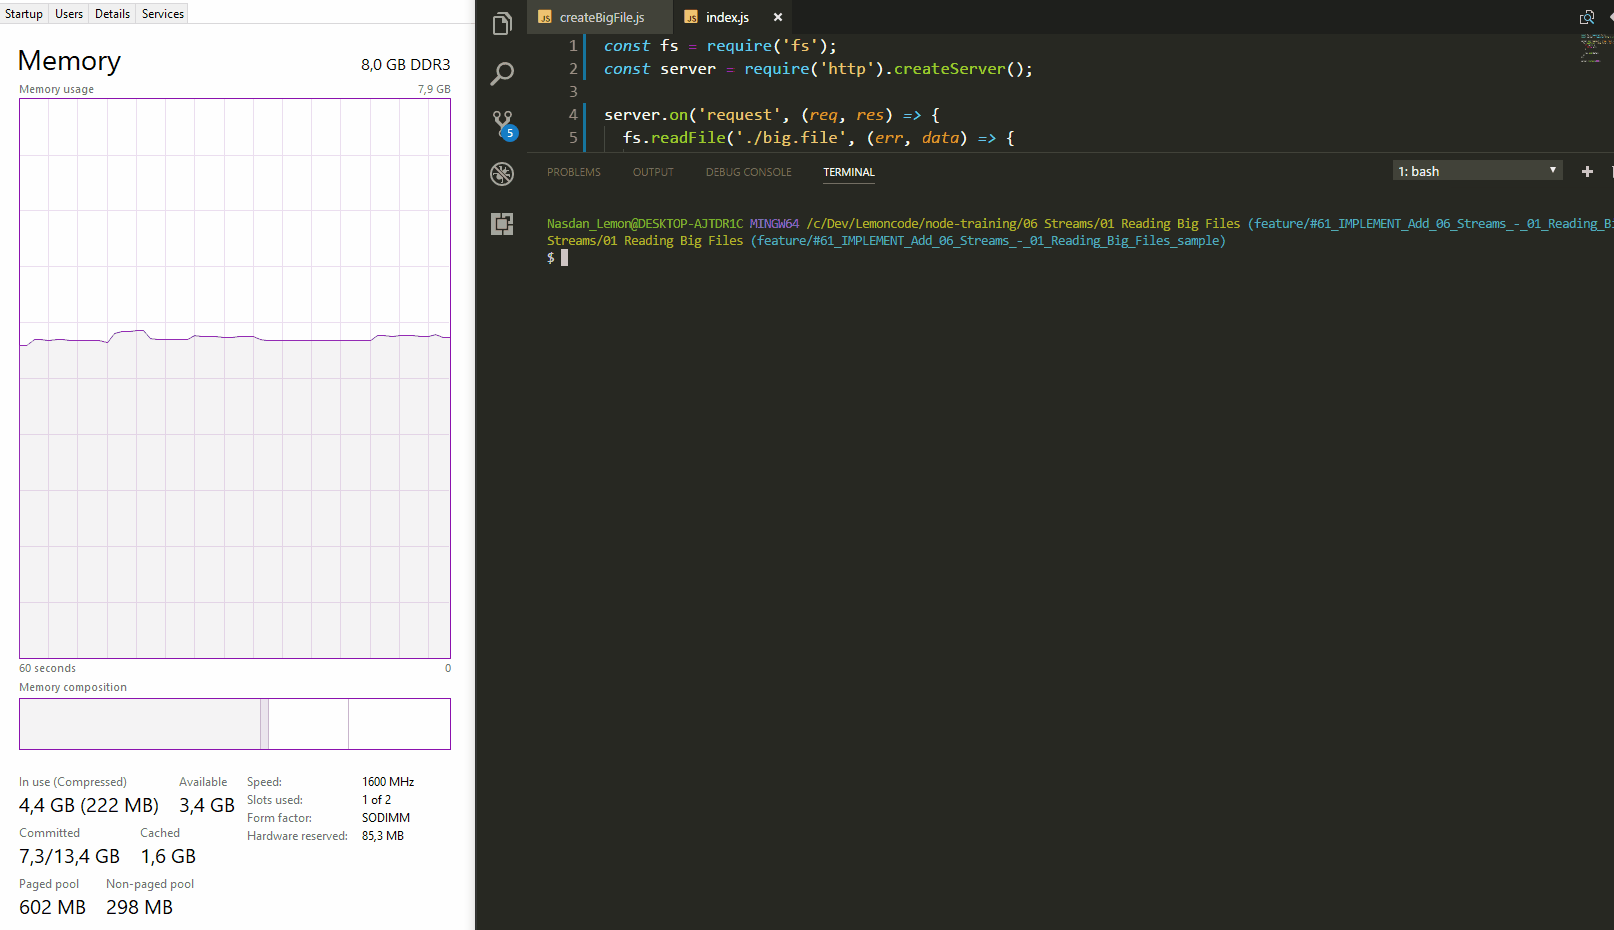 Startup Users Details Services
Memory 8,0 GB DDR3
Memory usage 7,9 GB
60 seconds 0
Memory composition
In use (Compressed) Available
4,4 GB (222 MB) 3,4 GB
Committed Cached
7,3/13,4 GB 1,6 GB
Paged pool Non-paged pool
602 MB 298 MB
Speed: 1600 MHz
Slots used: 1 of 2
Form factor: SODIMM
Hardware reserved: 85,3 MB
5
JS createBigFile.js JS index.js ×
1 const fs = require('fs');
2 const server = require('http').createServer();
3
4 server.on('request', (req, res) => {
5 fs.readFile('./big.file', (err, data) => {
PROBLEMS OUTPUT DEBUG CONSOLE TERMINAL 1: bash
Nasdan_Lemon@DESKTOP-AJTDR1C MINGW64 /c/Dev/Lemoncode/node-training/06 Streams/01 Reading Big Files (feature/#61_IMPLEMENT_Add_06_Streams_-_01_Reading_Bi
Streams/01 Reading Big Files (feature/#61_IMPLEMENT_Add_06_Streams_-_01_Reading_Big_Files_sample)
$